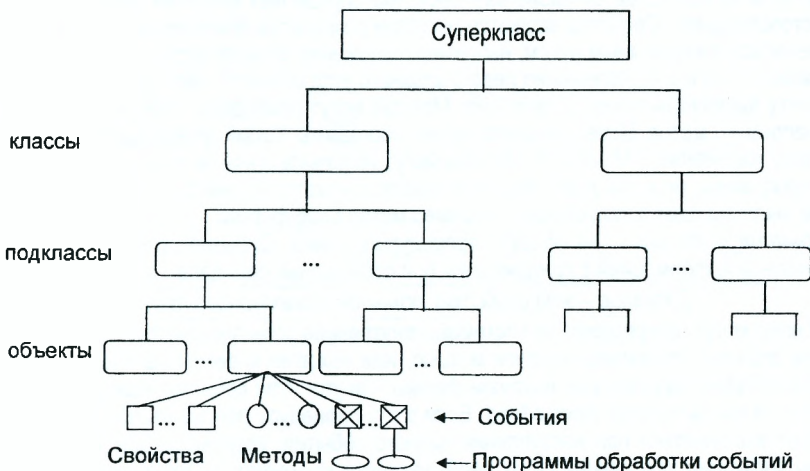 Суперкласс
классы
подклассы
... ...
объекты
... ...
... ... ...
События
Свойства Методы Программы обработки событий